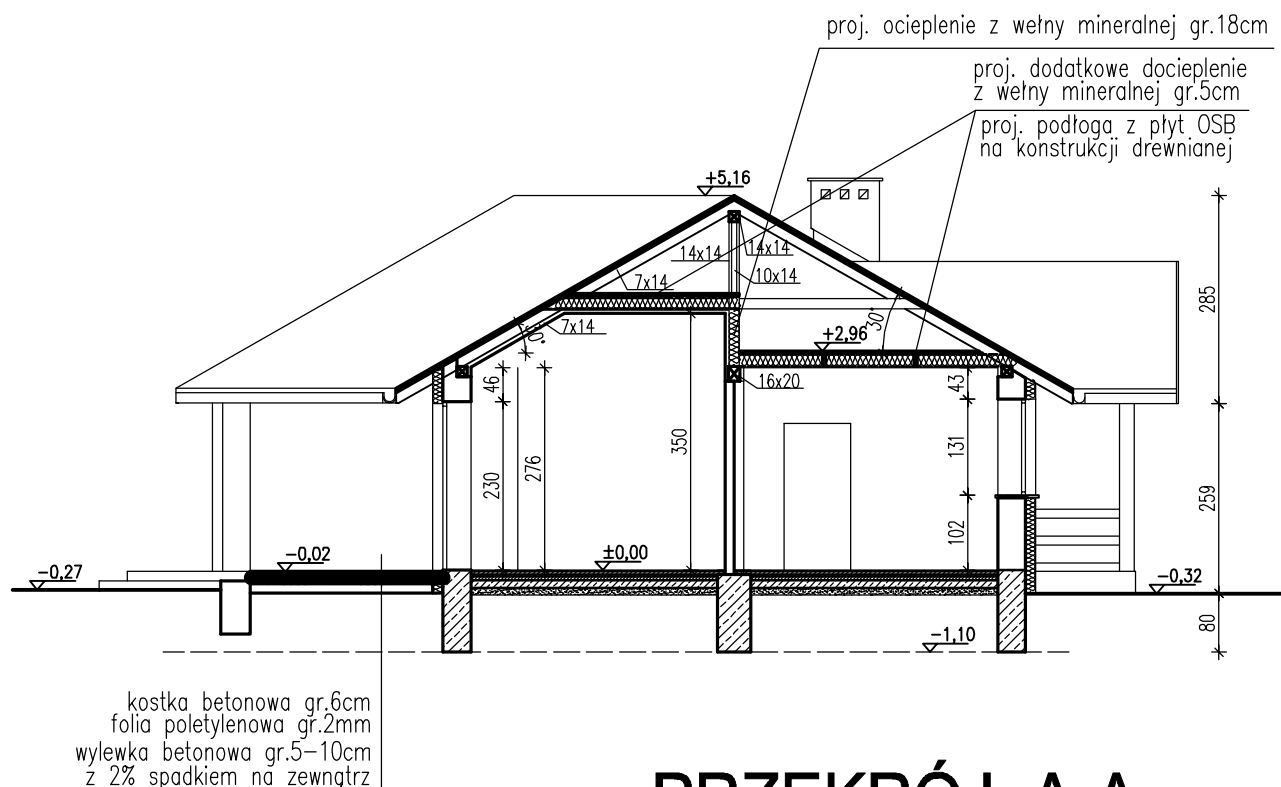 proj. ocieplenie z wełny mineralnej gr.18cm
proj. dodatkowe docieplenie
z wełny mineralnej gr.5cm
proj. podłoga z płyt OSB
na konstrukcji drewnianej
+5,16
14x14
14x14
7x14
10x14
285
7x14
30°
30°
+2,96
16x20
46
43
230
276
350
131
259
102
-0,27
-0,02
±0,00
-0,32
80
-1,10
kostka betonowa gr.6cm
folia poletylenowa gr.2mm
wylewka betonowa gr.5-10cm
z 2% spadkiem na zewnątrz
PRZEKRÓJ A-A